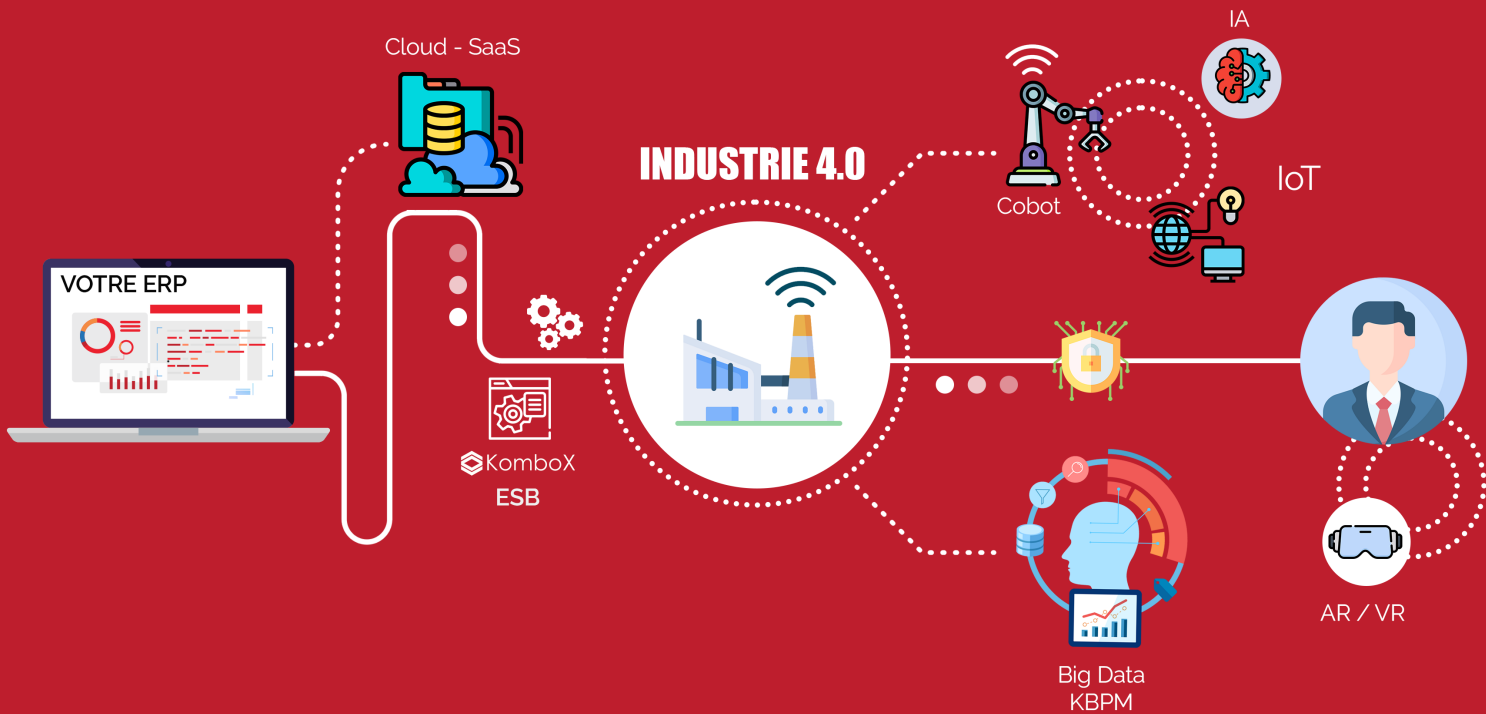 IA
Cloud - SaaS
INDUSTRIE 4.0
IoT
Cobot
VOTRE ERP
KomboX
ESB
AR / VR
Big Data
KBPM